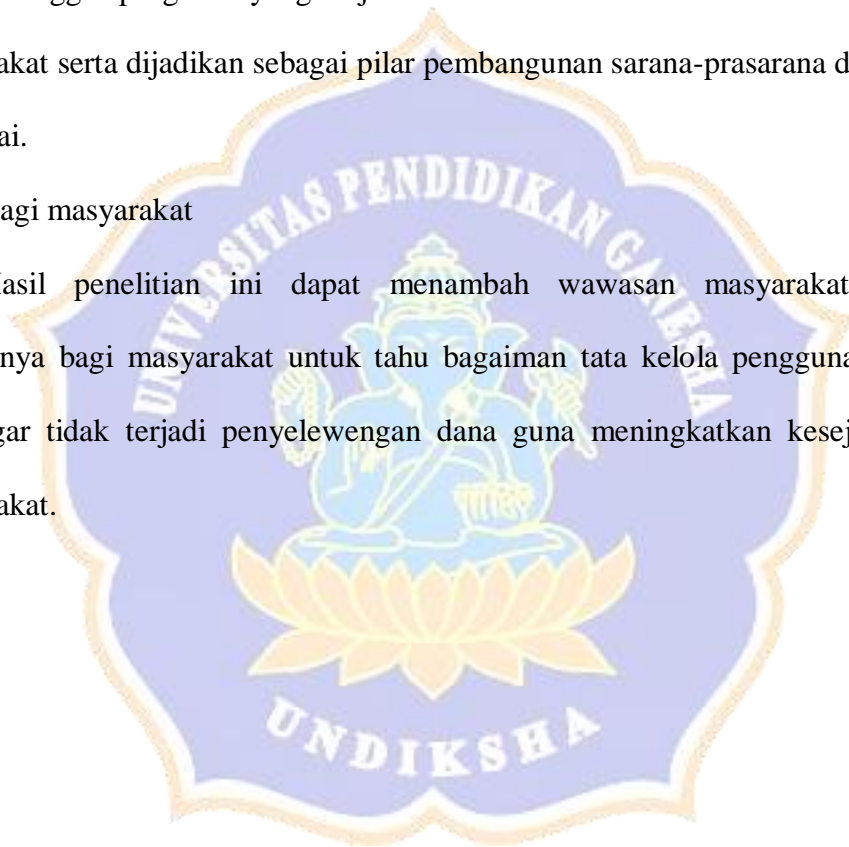 akat serta dijadikan sebagai pilar pembangunan sarana-prasarana d
ai.
agi masyarakat
asil penelitian ini dapat menambah wawasan masyarakat
nya bagi masyarakat untuk tahu bagaiman tata kelola pengguna
gar tidak terjadi penyelewengan dana guna meningkatkan kesej
akat.
UNIVERSITAS PENDIDIKAN GANESHA
UNDIKSHA